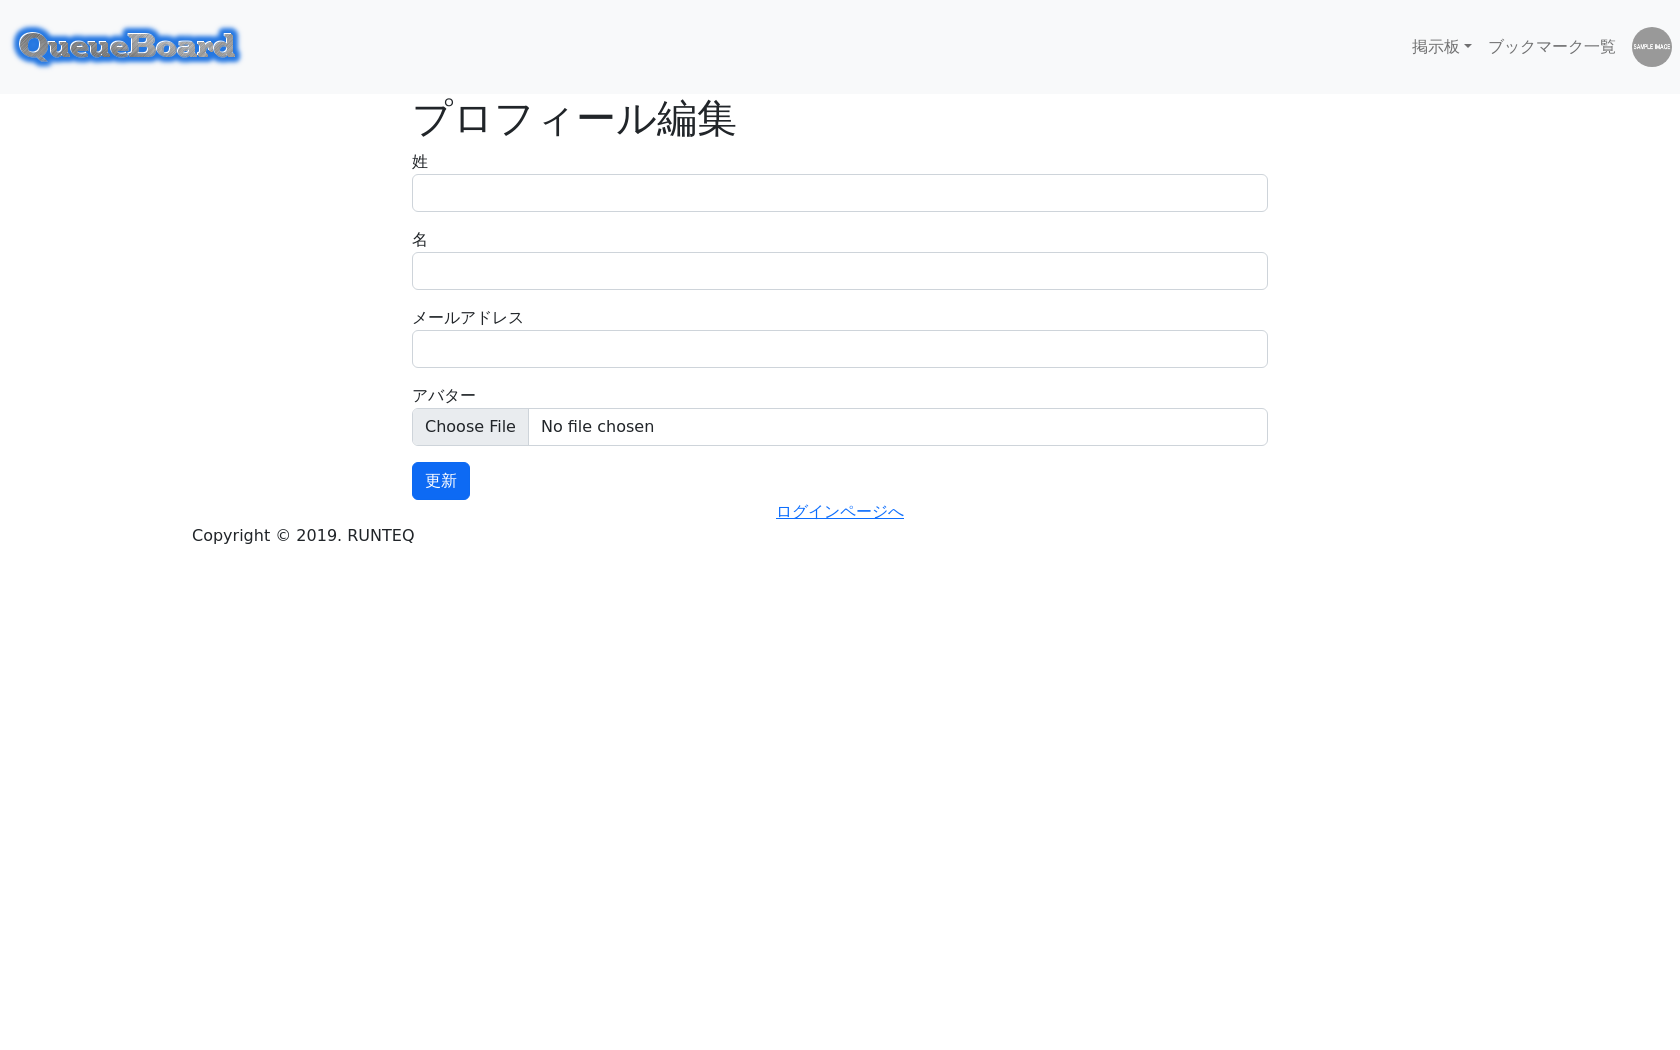 QueueBoard
掲示板 ブックマーク一覧 SAMPLE IMAGE
プロフィール編集
姓
名
メールアドレス
アバター
Choose File No file chosen
更新
ログインページへ
Copyright © 2019. RUNTEQ